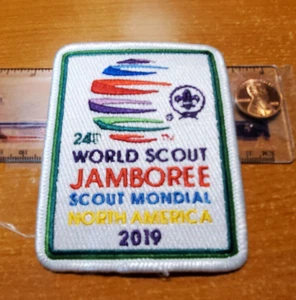 24th
WORLD SCOUT
JAMBOREE
SCOUT MONDIAL
NORTH AMERICA
2019